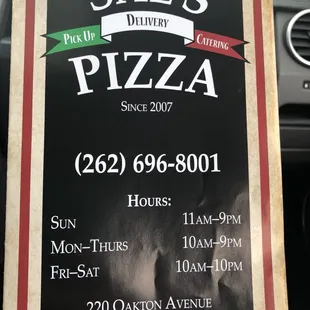 SAL'S
DELIVERY
PICK UP
CATERING
PIZZA
SINCE 2007
(262) 696-8001
HOURS:
SUN 11AM–9PM
MON–THURS 10AM–9PM
FRI–SAT 10AM–10PM
220 OAKTON AVENUE